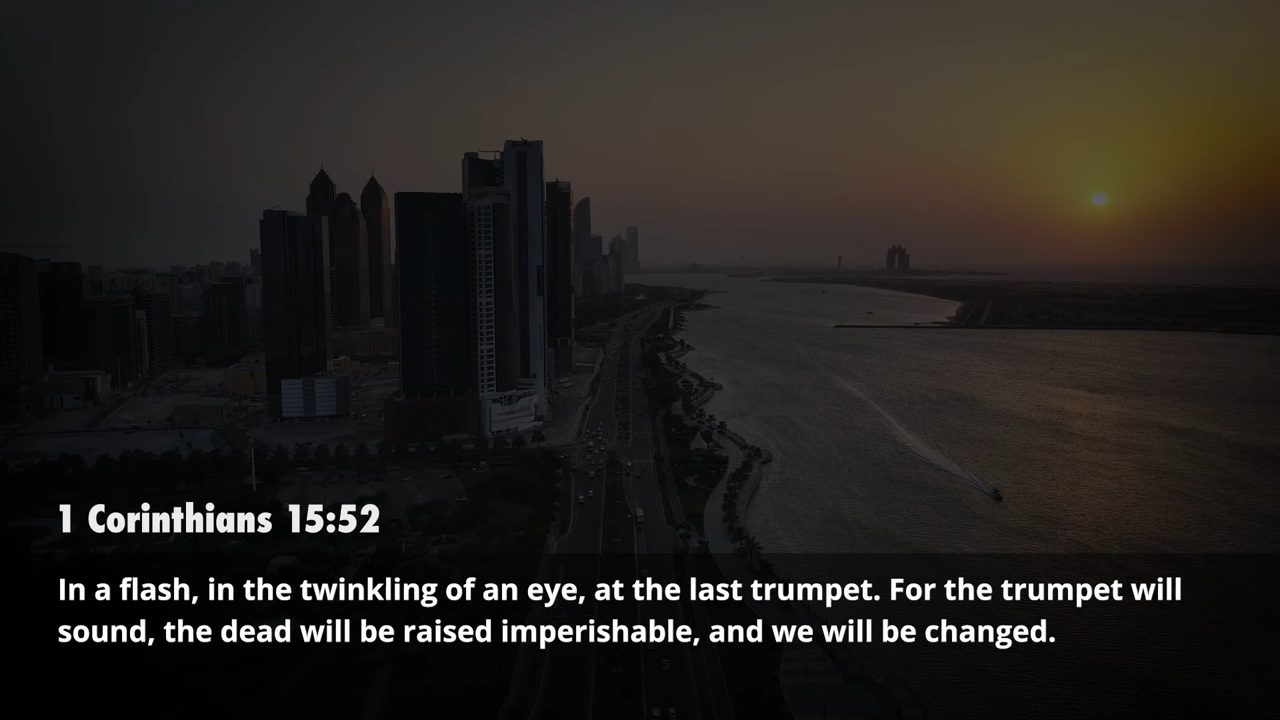 1 Corinthians 15:52
In a flash, in the twinkling of an eye, at the last trumpet. For the trumpet will
sound, the dead will be raised imperishable, and we will be changed.